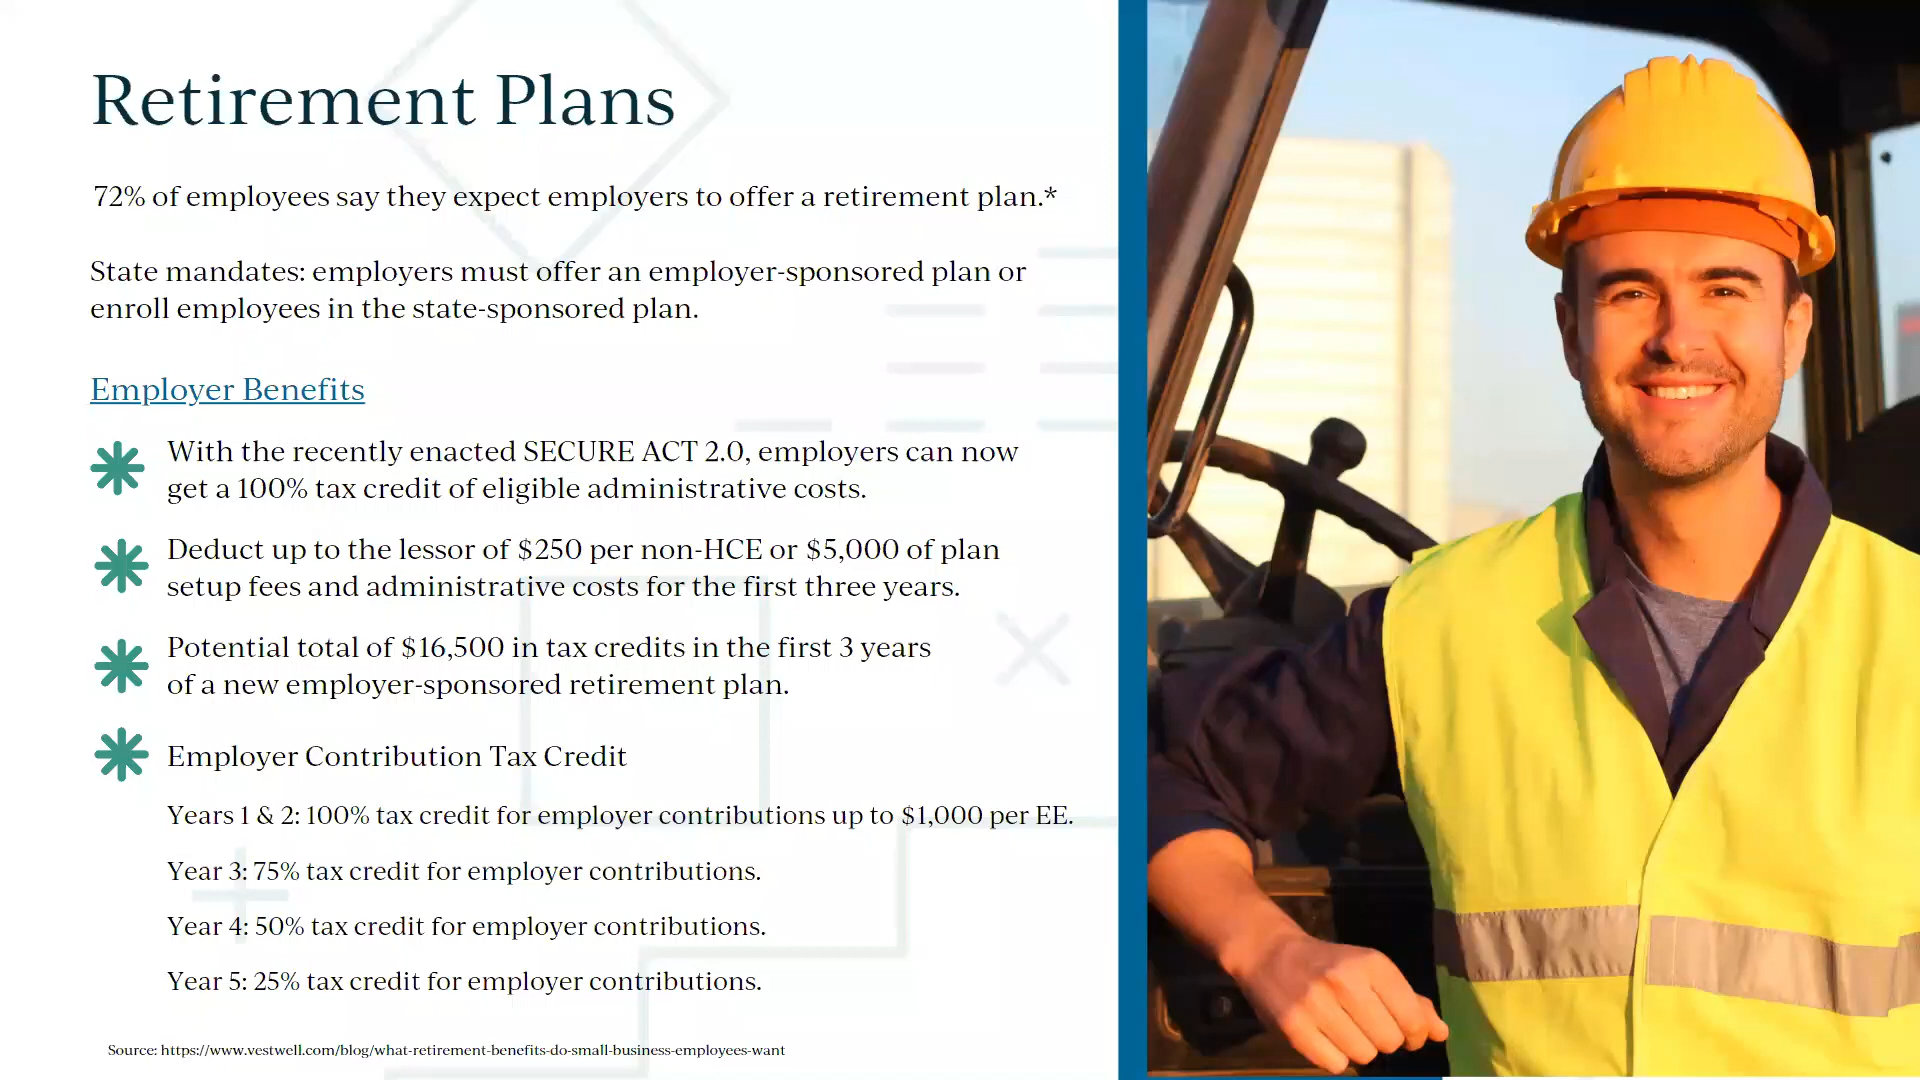 Retirement Plans
72% of employees say they expect employers to offer a retirement plan.*
State mandates: employers must offer an employer-sponsored plan or
enroll employees in the state-sponsored plan.
Employer Benefits
With the recently enacted SECURE ACT 2.0, employers can now
get a 100% tax credit of eligible administrative costs.
Deduct up to the lessor of $250 per non-HCE or $5,000 of plan
setup fees and administrative costs for the first three years.
Potential total of $16,500 in tax credits in the first 3 years
of a new employer-sponsored retirement plan.
Employer Contribution Tax Credit
Years 1 & 2: 100% tax credit for employer contributions up to $1,000 per EE.
Year 3: 75% tax credit for employer contributions.
Year 4: 50% tax credit for employer contributions.
Year 5: 25% tax credit for employer contributions.
Source: https://www.vestwell.com/blog/what-retirement-benefits-do-small-business-employees-want